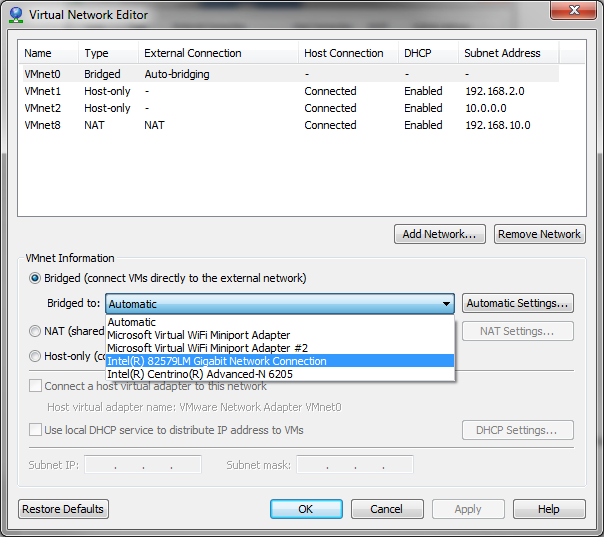 Virtual Network Editor
Name Type External Connection Host Connection DHCP Subnet Address
VMnet0 Bridged Auto-bridging - - -
VMnet1 Host-only - Connected Enabled 192.168.2.0
VMnet2 Host-only - Connected Enabled 10.0.0.0
VMnet8 NAT NAT Connected Enabled 192.168.10.0
Add Network... Remove Network
VMnet Information
Bridged (connect VMs directly to the external network)
Bridged to: Automatic Automatic Settings...
Automatic
NAT (shared NAT Settings...
Microsoft Virtual WiFi Miniport Adapter
Microsoft Virtual WiFi Miniport Adapter #2
Host-only (
Intel(R) 82579LM Gigabit Network Connection
Intel(R) Centrino(R) Advanced-N 6205
Connect a host virtual adapter to this network
Host virtual adapter name: VMware Network Adapter VMnet0
Use local DHCP service to distribute IP address to VMs DHCP Settings...
Subnet IP: . . . Subnet mask: . . .
Restore Defaults OK Cancel Apply Help